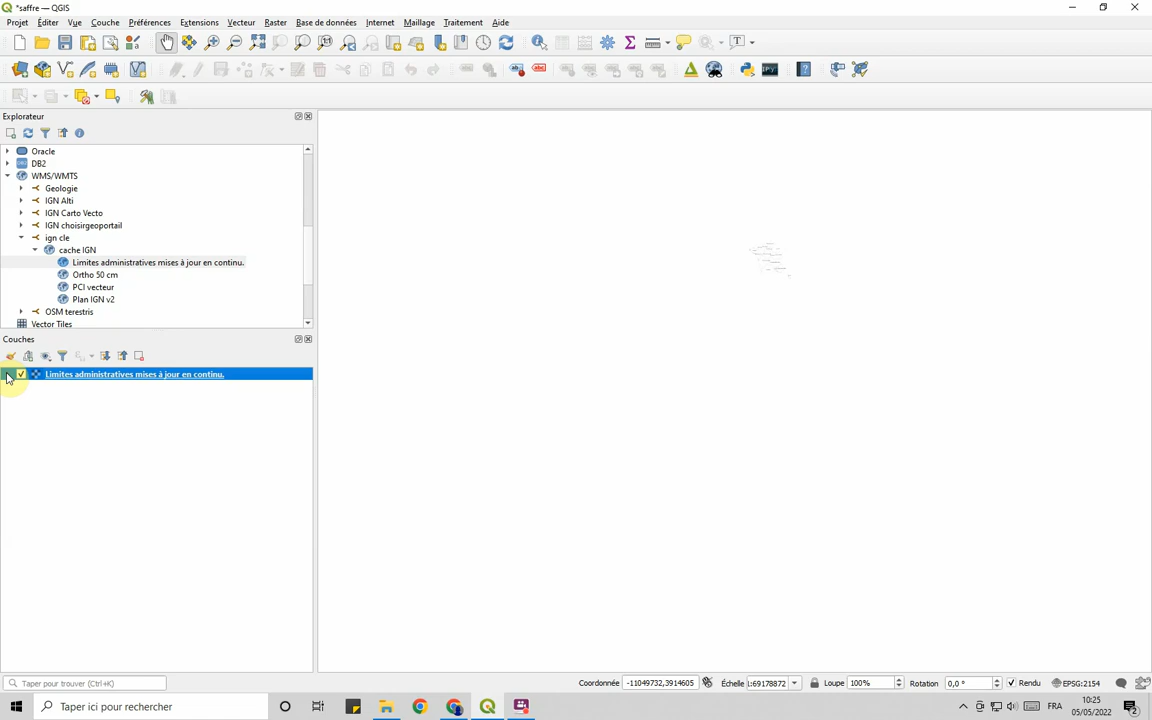 *saffre — QGIS
Projet Éditer Vue Couche Préférences Extensions Vecteur Raster Base de données Internet Maillage Traitement Aide
Explorateur
Oracle
DB2
WMS/WMTS
Geologie
IGN Alti
IGN Carto Vecto
IGN choisirgeoportail
ign cle
cache IGN
Limites administratives mises à jour en continu.
Ortho 50 cm
PCI vecteur
Plan IGN v2
OSM terestris
Vector Tiles
Couches
Limites administratives mises à jour en continu.
Taper pour trouver (Ctrl+K) Coordonnée -11049732,3914605 Échelle 1:69178872 Loupe 100% Rotation 0,0 ° Rendu EPSG:2154
Taper ici pour rechercher FRA 10:25
05/05/2022 2